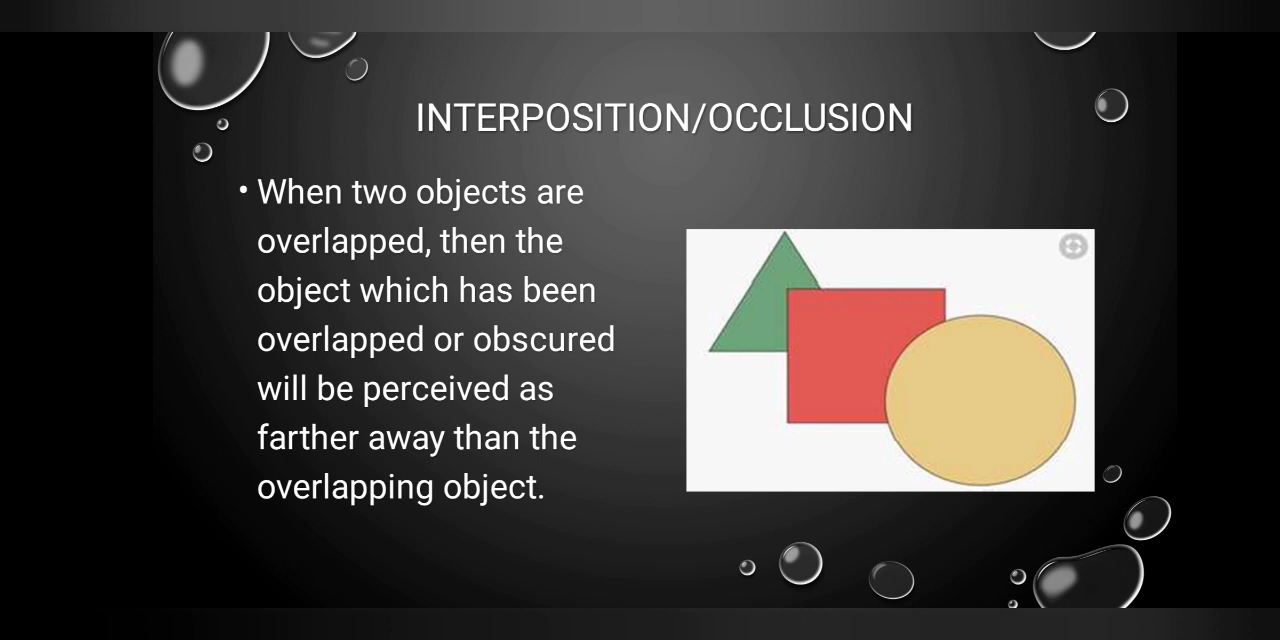 INTERPOSITION/OCCLUSION
• When two objects are
overlapped, then the
object which has been
overlapped or obscured
will be perceived as
farther away than the
overlapping object.